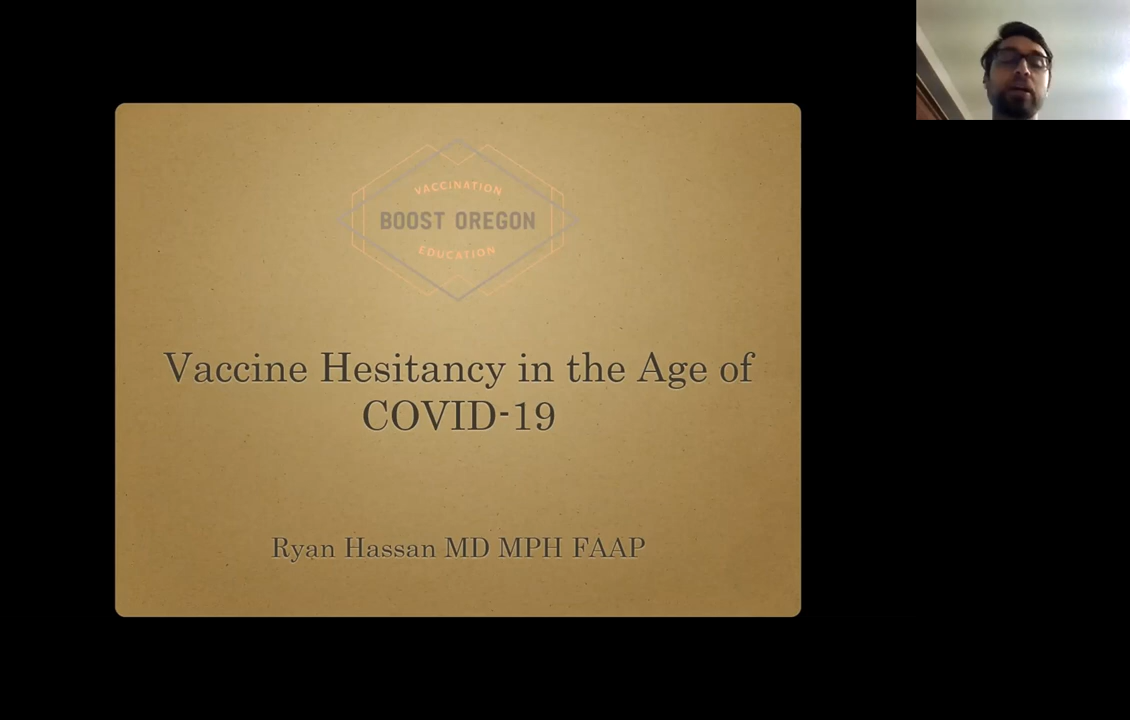 VACCINATION
BOOST OREGON
EDUCATION
Vaccine Hesitancy in the Age of
COVID-19
Ryan Hassan MD MPH FAAP